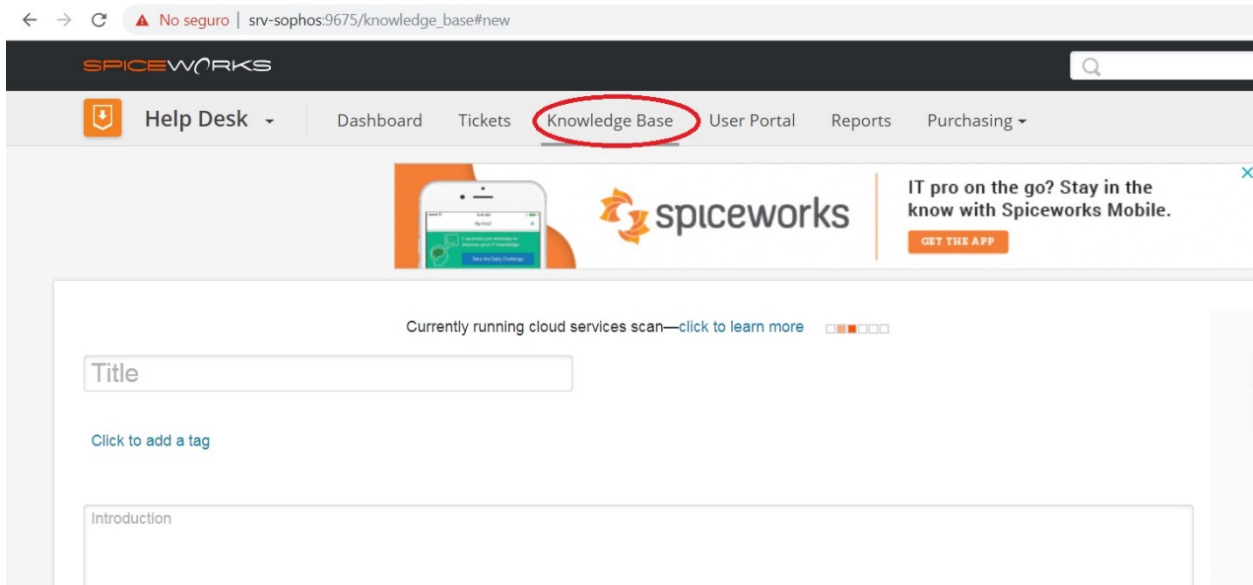 No seguro | srv-sophos:9675/knowledge_base#new
SPICEWORKS
Help Desk Dashboard Tickets Knowledge Base User Portal Reports Purchasing
spiceworks
IT pro on the go? Stay in the
know with Spiceworks Mobile.
GET THE APP
Currently running cloud services scan—click to learn more
Title
Click to add a tag
Introduction